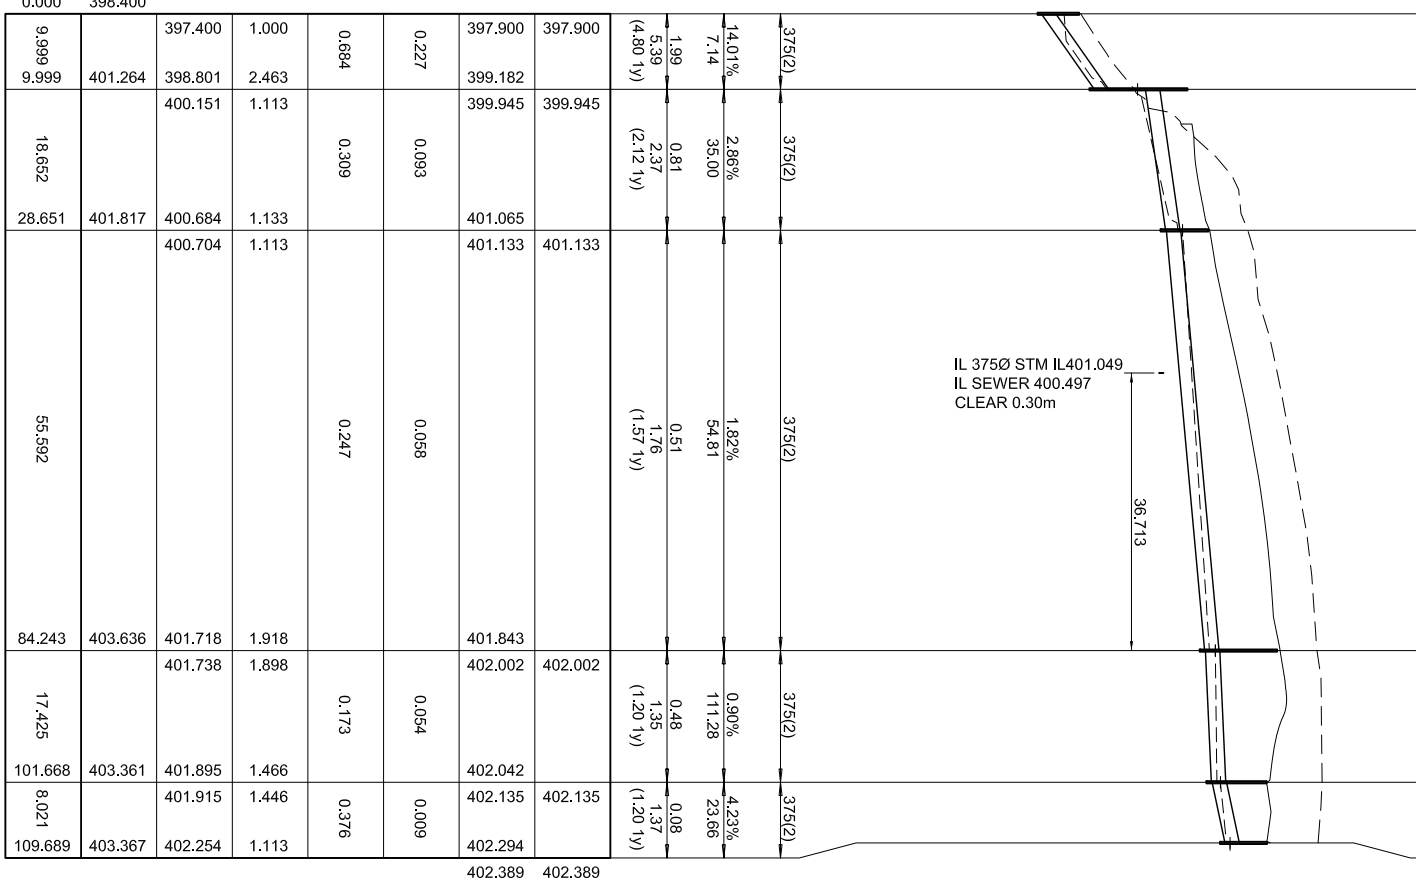 0.000 398.400
397.400 1.000 397.900 397.900
9.999 0.684 0.227 (4.80 1y) 5.39 1.99 7.14 14.01% 375(2)
9.999 401.264 398.801 2.463 399.182
400.151 1.113 399.945 399.945
18.652 0.309 0.093 (2.12 1y) 2.37 0.81 35.00 2.86% 375(2)
28.651 401.817 400.684 1.133 401.065
400.704 1.113 401.133 401.133
IL 375Ø STM IL401.049
IL SEWER 400.497
CLEAR 0.30m
55.592 0.247 0.058 (1.57 1y) 1.76 0.51 54.81 1.82% 375(2)
36.713
84.243 403.636 401.718 1.918 401.843
401.738 1.898 402.002 402.002
17.425 0.173 0.054 (1.20 1y) 1.35 0.48 111.28 0.90% 375(2)
101.668 403.361 401.895 1.466 402.042
401.915 1.446 402.135 402.135
8.021 0.376 0.009 (1.20 1y) 1.37 0.08 23.66 4.23% 375(2)
109.689 403.367 402.254 1.113 402.294
402.389 402.389